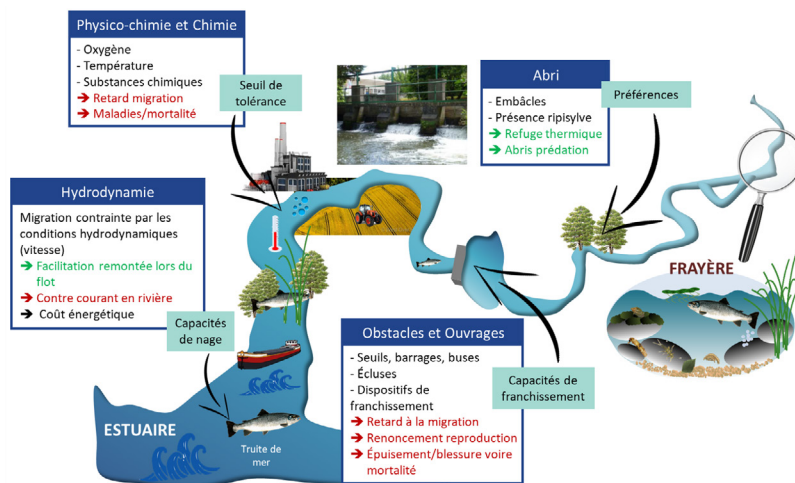 Physico-chimie et Chimie
- Oxygène
- Température
- Substances chimiques
➔ Retard migration
➔ Maladies/mortalité
Seuil de
tolérance
Abri
- Embâcles
- Présence ripisylve
➔ Refuge thermique
➔ Abris prédation
Préférences
Hydrodynamie
Migration contrainte par les
conditions hydrodynamiques
(vitesse)
➔ Facilitation remontée lors du
flot
➔ Contre courant en rivière
➔ Coût énergétique
Capacités
de nage
Obstacles et Ouvrages
- Seuils, barrages, buses
- Écluses
- Dispositifs de
franchissement
➔ Retard à la migration
➔ Renoncement reproduction
➔ Épuisement/blessure voire
mortalité
Capacités de
franchissement
FRAYÈRE
ESTUAIRE
Truite de
mer